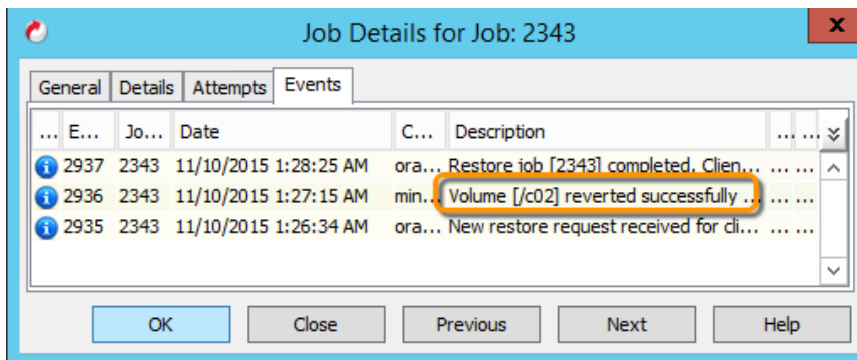 Job Details for Job: 2343
x
General Details Attempts Events
... E... Jo... Date C... Description ... ...
2937 2343 11/10/2015 1:28:25 AM ora... Restore job [2343] completed. Clien... ... ...
2936 2343 11/10/2015 1:27:15 AM min... Volume [/c02] reverted successfully ... ... ...
2935 2343 11/10/2015 1:26:34 AM ora... New restore request received for cli... ... ...
OK Close Previous Next Help